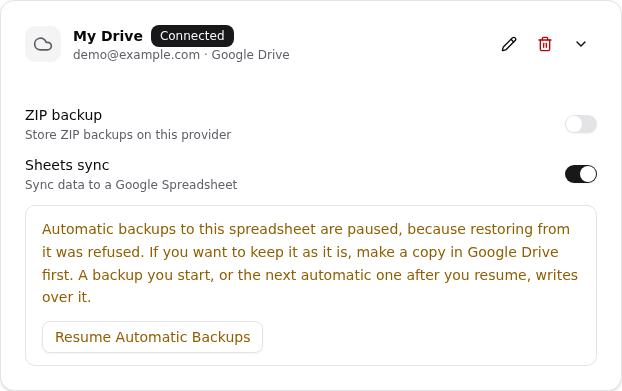 My Drive Connected
demo@example.com · Google Drive
ZIP backup
Store ZIP backups on this provider
Sheets sync
Sync data to a Google Spreadsheet
Automatic backups to this spreadsheet are paused, because restoring from
it was refused. If you want to keep it as it is, make a copy in Google Drive
first. A backup you start, or the next automatic one after you resume, writes
over it.
Resume Automatic Backups